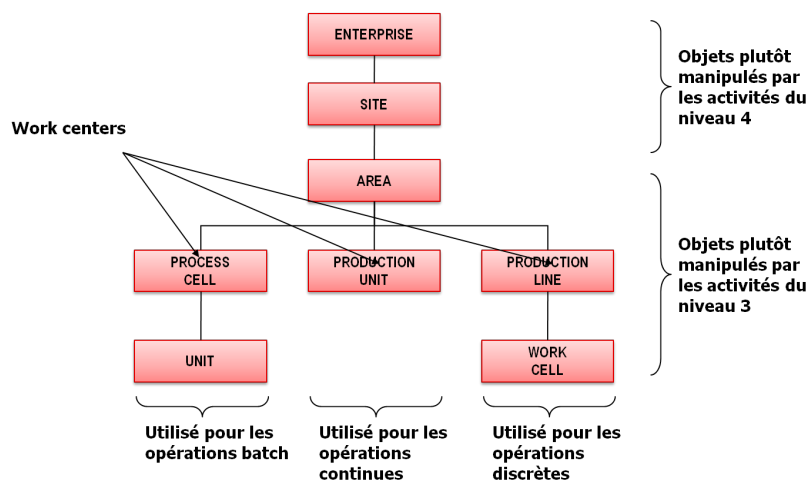 ENTERPRISE
Objets plutôt
manipulés par
les activités du
niveau 4
SITE
Work centers
AREA
PROCESS
CELL
PRODUCTION
UNIT
PRODUCTION
LINE
Objets plutôt
manipulés par
les activités du
niveau 3
UNIT
WORK
CELL
Utilisé pour les
opérations batch
Utilisé pour les
opérations
continues
Utilisé pour les
opérations
discrètes